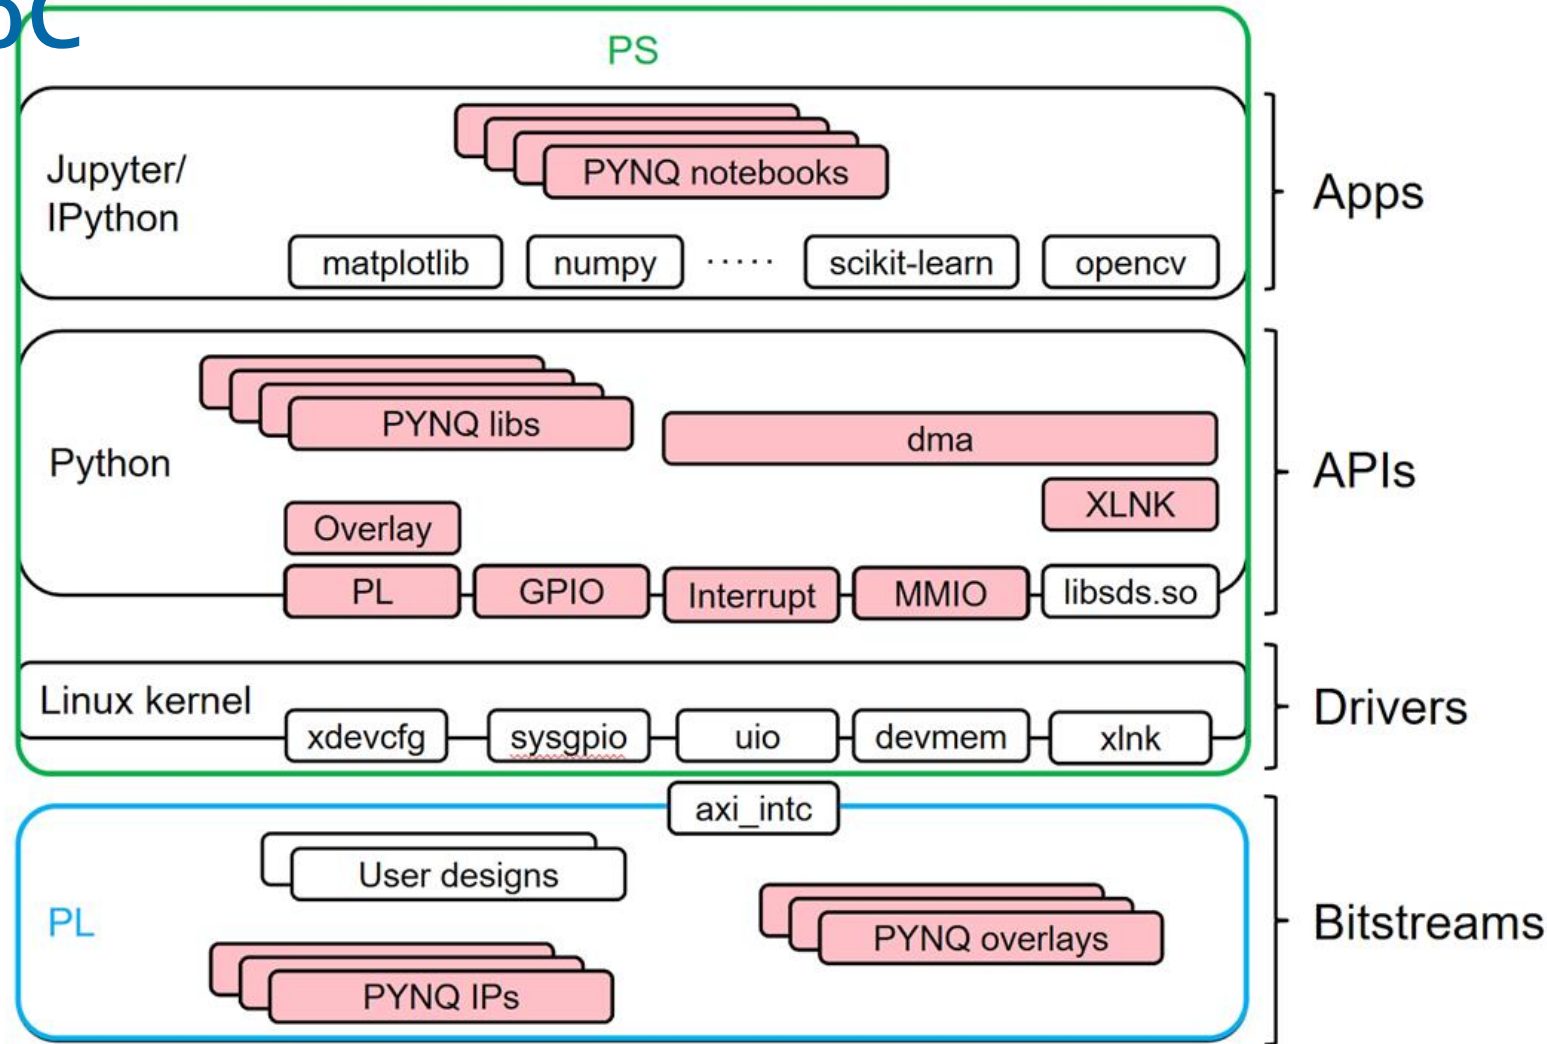 PS
Jupyter/
IPython
PYNQ notebooks
matplotlib
numpy
.....
scikit-learn
opencv
Apps
Python
PYNQ libs
dma
XLNK
Overlay
PL
GPIO
Interrupt
MMIO
libsds.so
APIs
Linux kernel
xdevcfg
sysgpio
uio
devmem
xlnk
Drivers
axi_intc
User designs
PL
PYNQ overlays
PYNQ IPs
Bitstreams